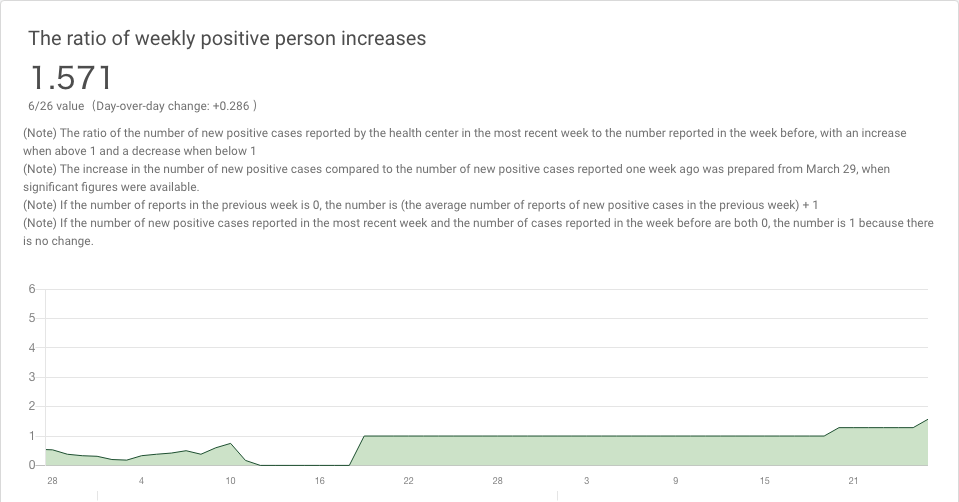 The ratio of weekly positive person increases
1.571
6/26 value（Day-over-day change: +0.286 ）
(Note) The ratio of the number of new positive cases reported by the health center in the most recent week to the number reported in the week before, with an increase
when above 1 and a decrease when below 1
(Note) The increase in the number of new positive cases compared to the number of new positive cases reported one week ago was prepared from March 29, when
significant figures were available.
(Note) If the number of reports in the previous week is 0, the number is (the average number of reports of new positive cases in the previous week) + 1
(Note) If the number of new positive cases reported in the most recent week and the number of cases reported in the week before are both 0, the number is 1 because there
is no change.
6
5
4
3
2
1
0
28 4 10 16 22 28 3 9 15 21